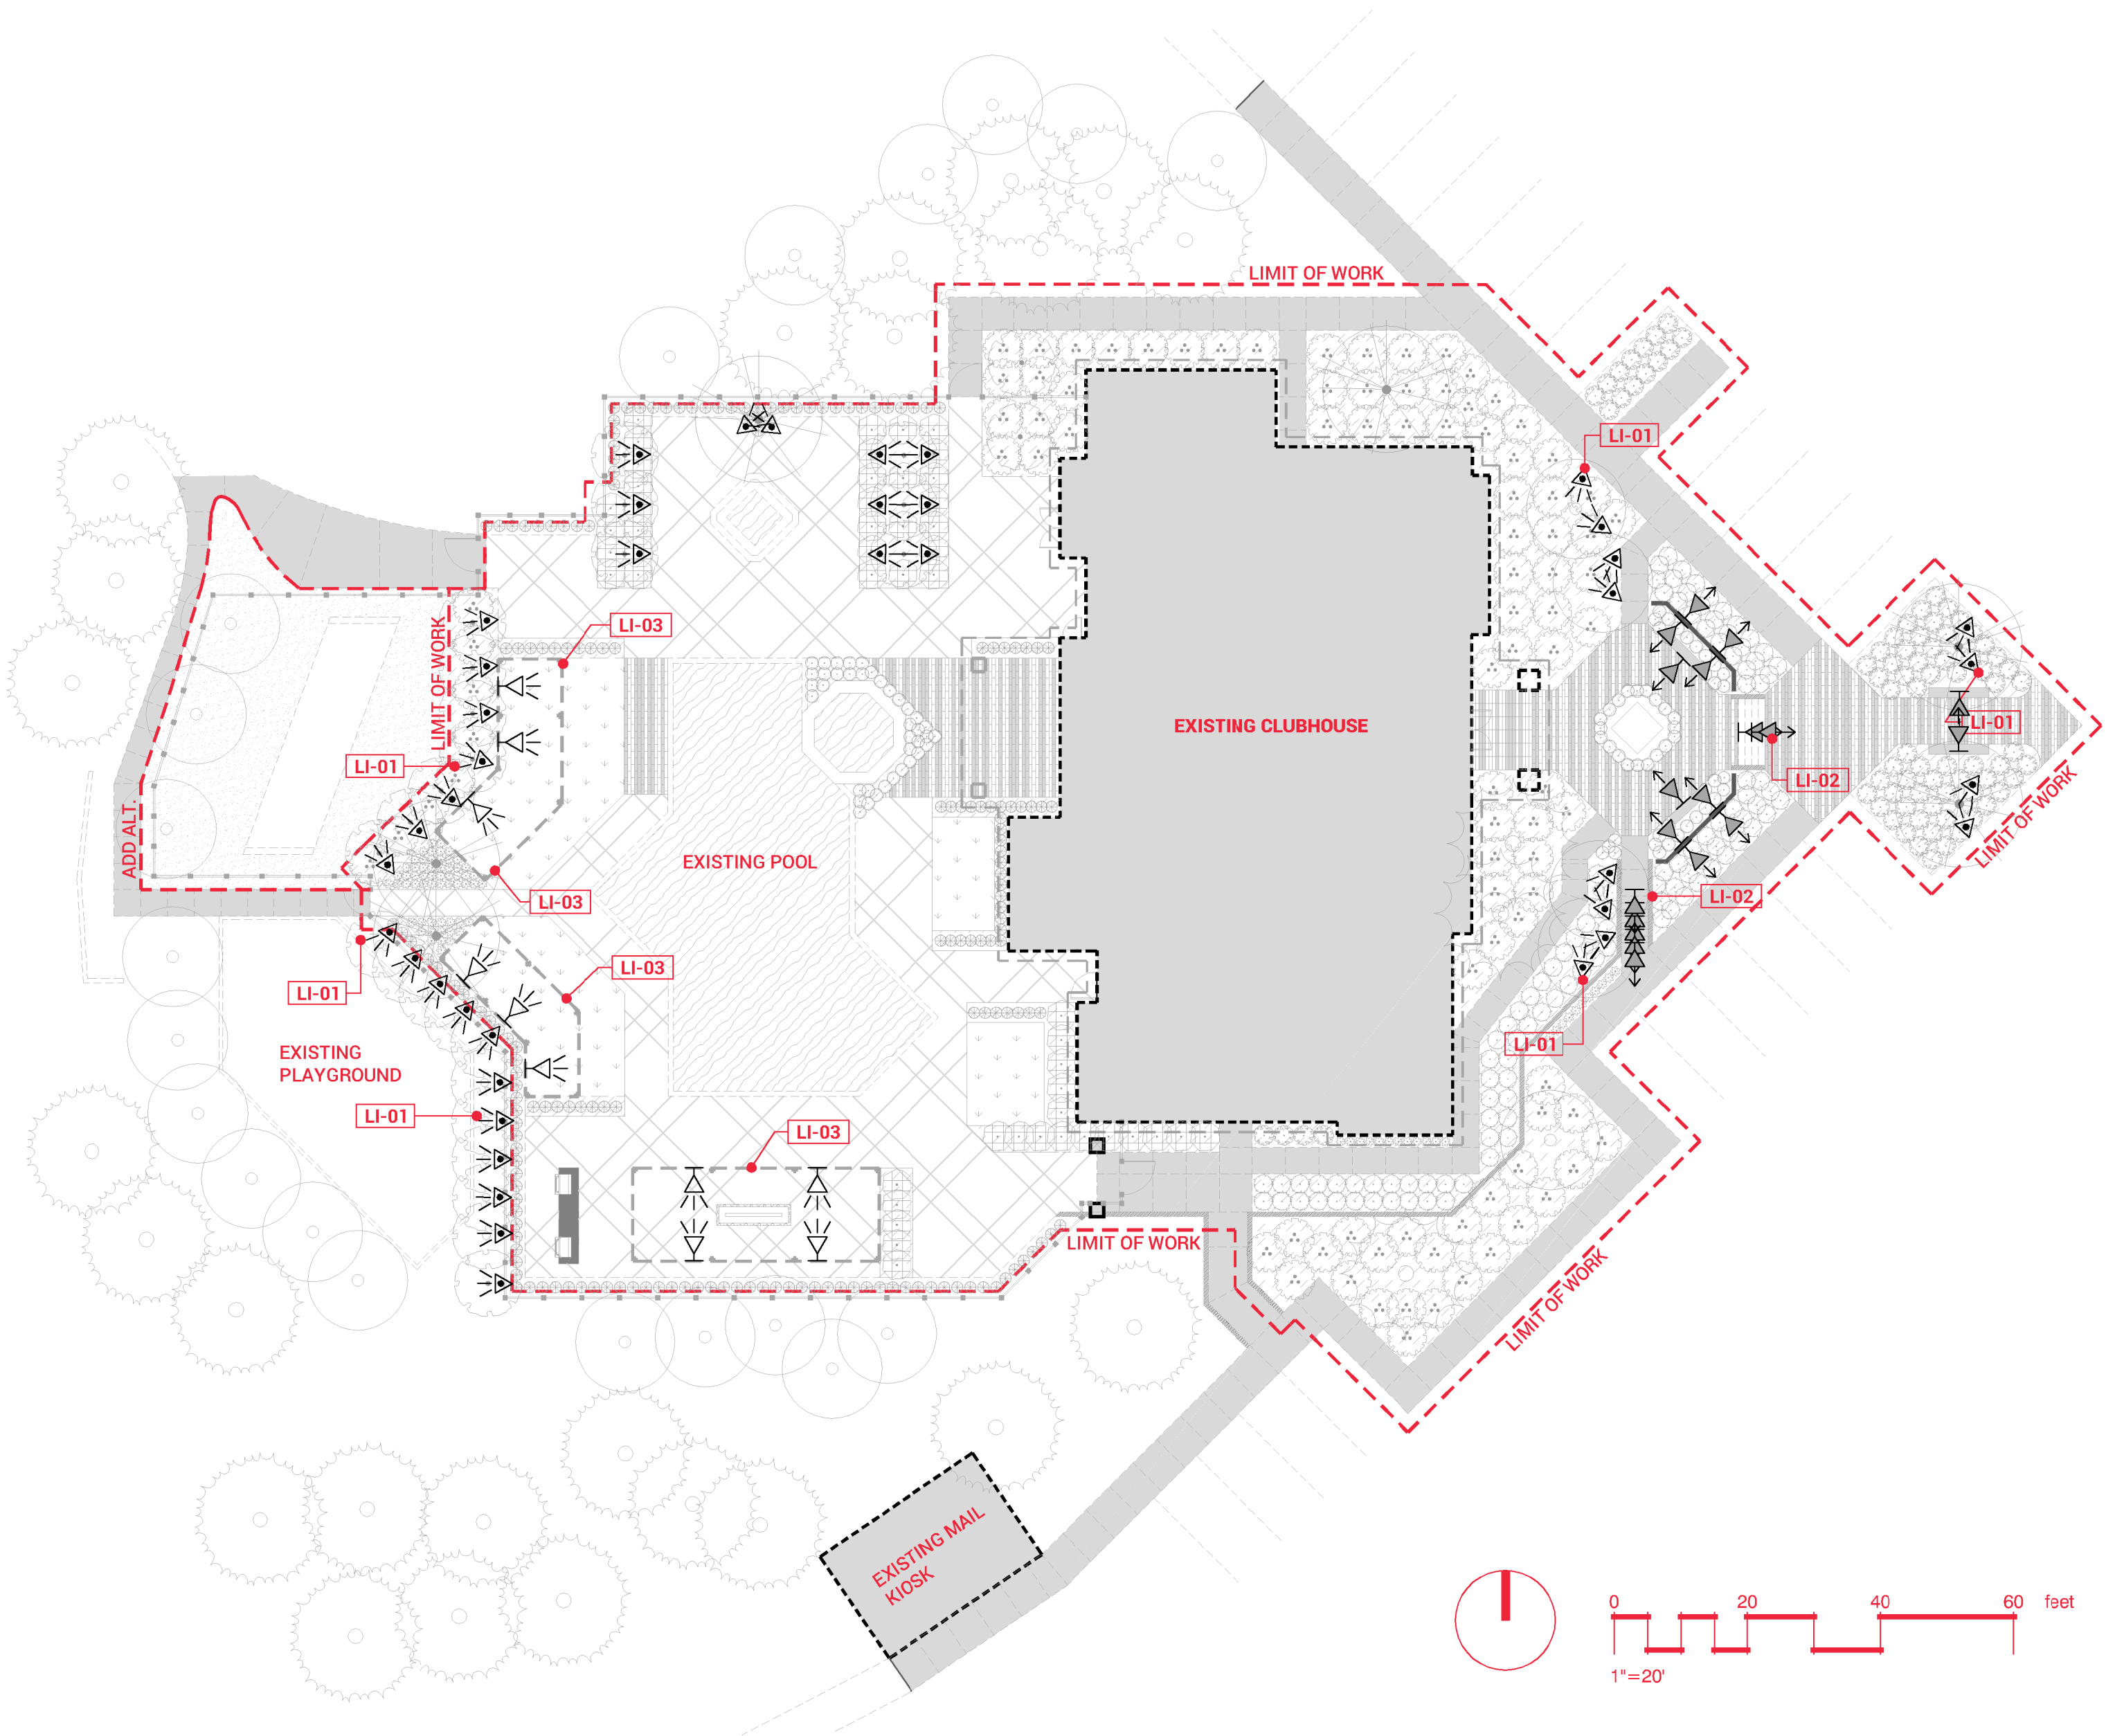 LIMIT OF WORK
LI-01
LI-03
LIMIT OF WORK
LI-01
LI-01
EXISTING CLUBHOUSE
LI-02
ADD ALT.
EXISTING POOL
LIMIT OF WORK
LI-03
LI-02
LI-03
LI-01
EXISTING
PLAYGROUND
LI-01
LI-01
LI-03
LIMIT OF WORK
LIMIT OF WORK
EXISTING MAIL
KIOSK
0 20 40 60 feet
1"=20'